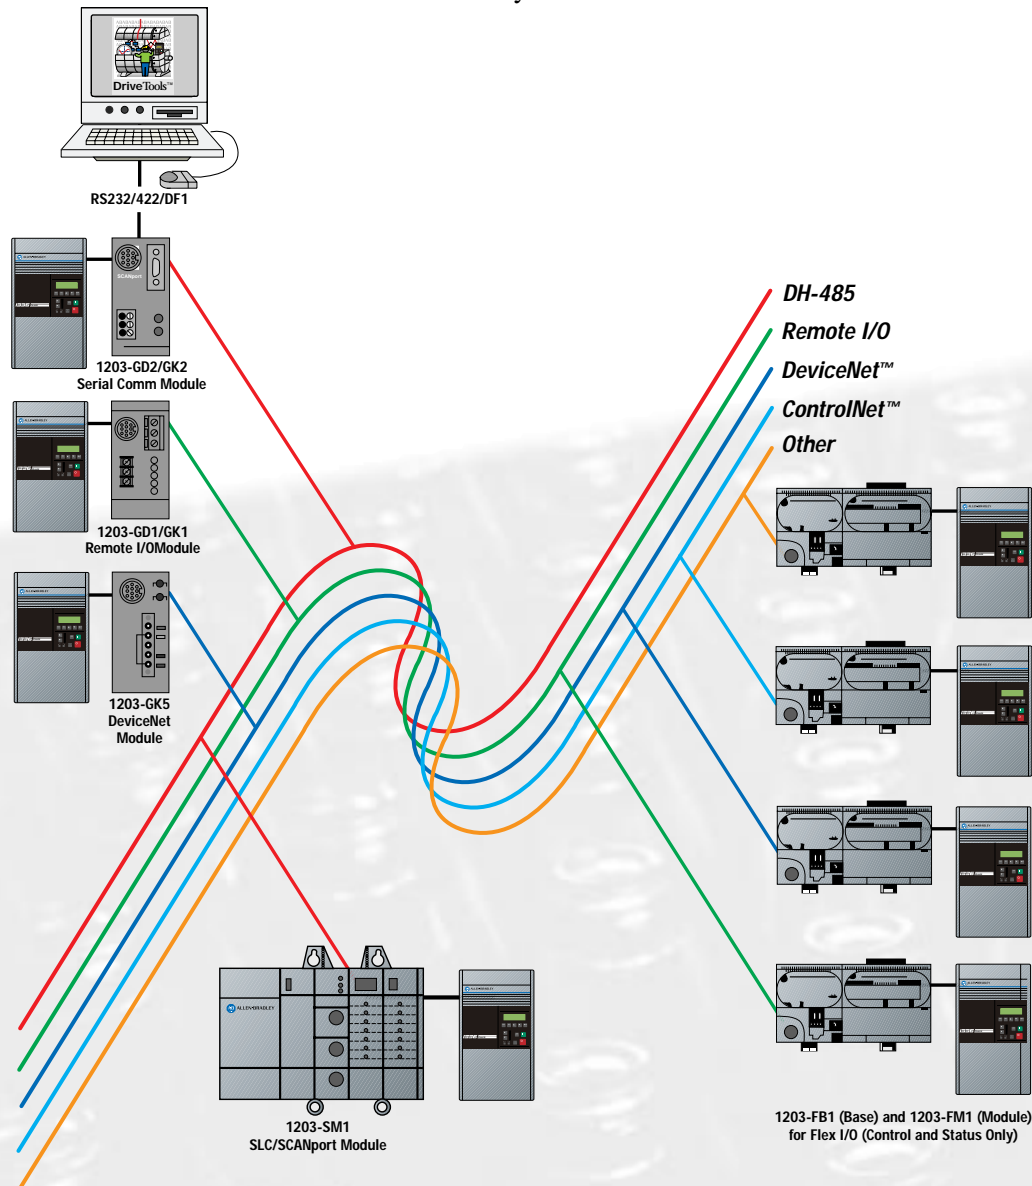 DriveTools™
RS232/422/DF1
SCANport
1203-GD2/GK2
Serial Comm Module
1203-GD1/GK1
Remote I/OModule
1203-GK5
DeviceNet
Module
DH-485
Remote I/O
DeviceNet™
ControlNet™
Other
ALLEN-BRADLEY
1203-SM1
SLC/SCANport Module
1203-FB1 (Base) and 1203-FM1 (Module)
for Flex I/O (Control and Status Only)